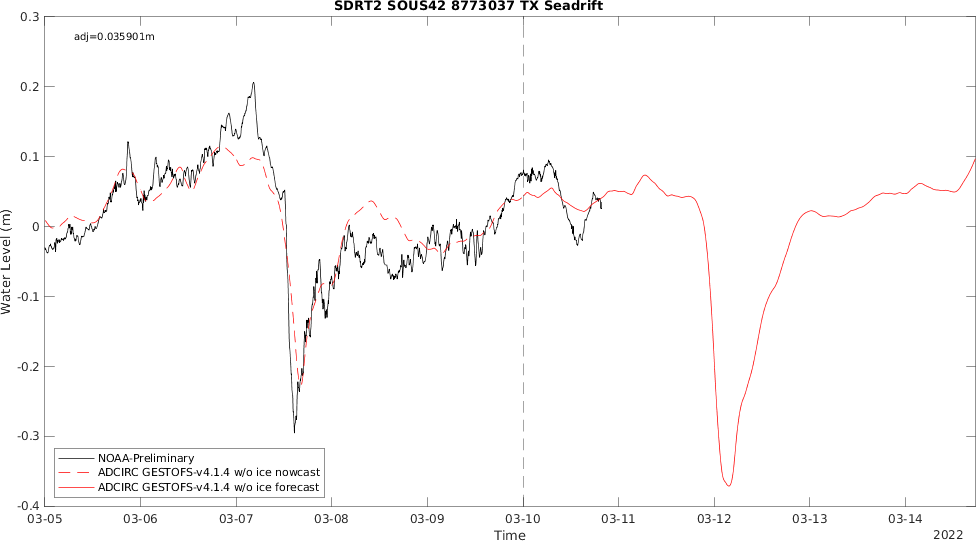 SDRT2 SOUS42 8773037 TX Seadrift
adj=0.035901m
0.3
0.2
0.1
0
-0.1
-0.2
-0.3
-0.4
Water Level (m)
NOAA-Preliminary
ADCIRC GESTOFS-v4.1.4 w/o ice nowcast
ADCIRC GESTOFS-v4.1.4 w/o ice forecast
03-05 03-06 03-07 03-08 03-09 03-10 03-11 03-12 03-13 03-14
Time
2022